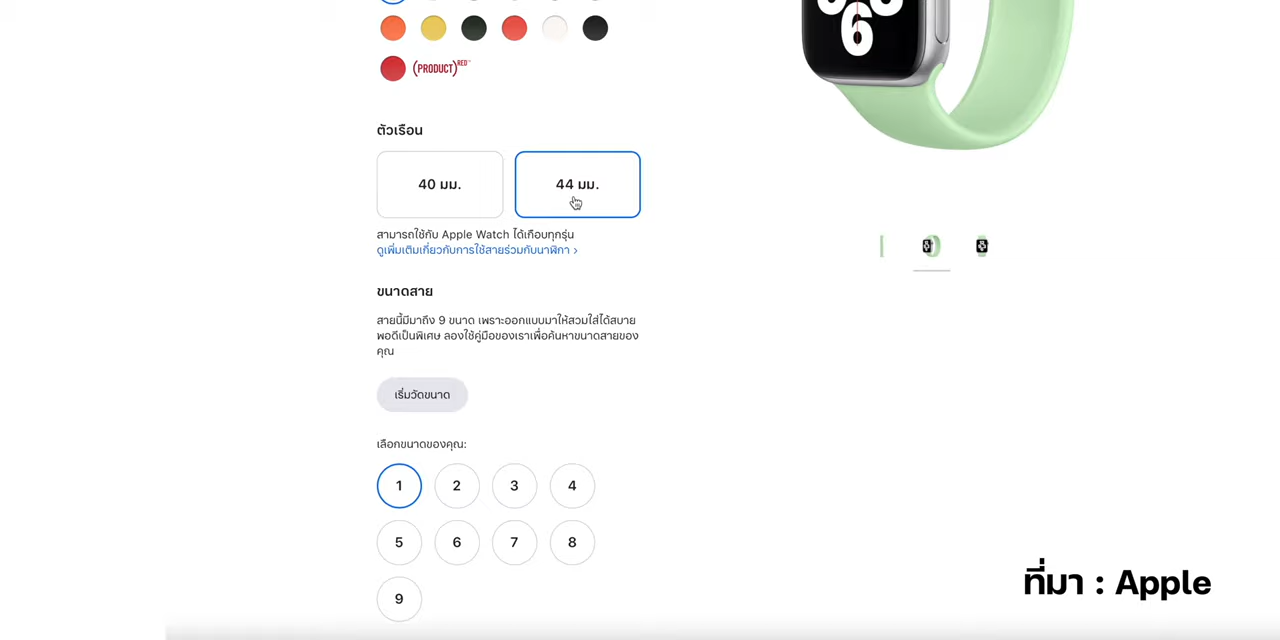 (PRODUCT)RED™
ตัวเรือน
40 มม.
44 มม.
สามารถใช้กับ Apple Watch ได้เกือบทุกรุ่น
ดูเพิ่มเติมเกี่ยวกับการใช้สายร่วมกับนาฬิกา >
ขนาดสาย
สายนี้มีมาถึง 9 ขนาด เพราะออกแบบมาให้สวมใส่ได้สบาย
พอดีเป็นพิเศษ ลองใช้คู่มือของเราเพื่อค้นหาขนาดสายของ
คุณ
เริ่มวัดขนาด
เลือกขนาดของคุณ:
1
2
3
4
5
6
7
8
9
6
ที่มา : Apple